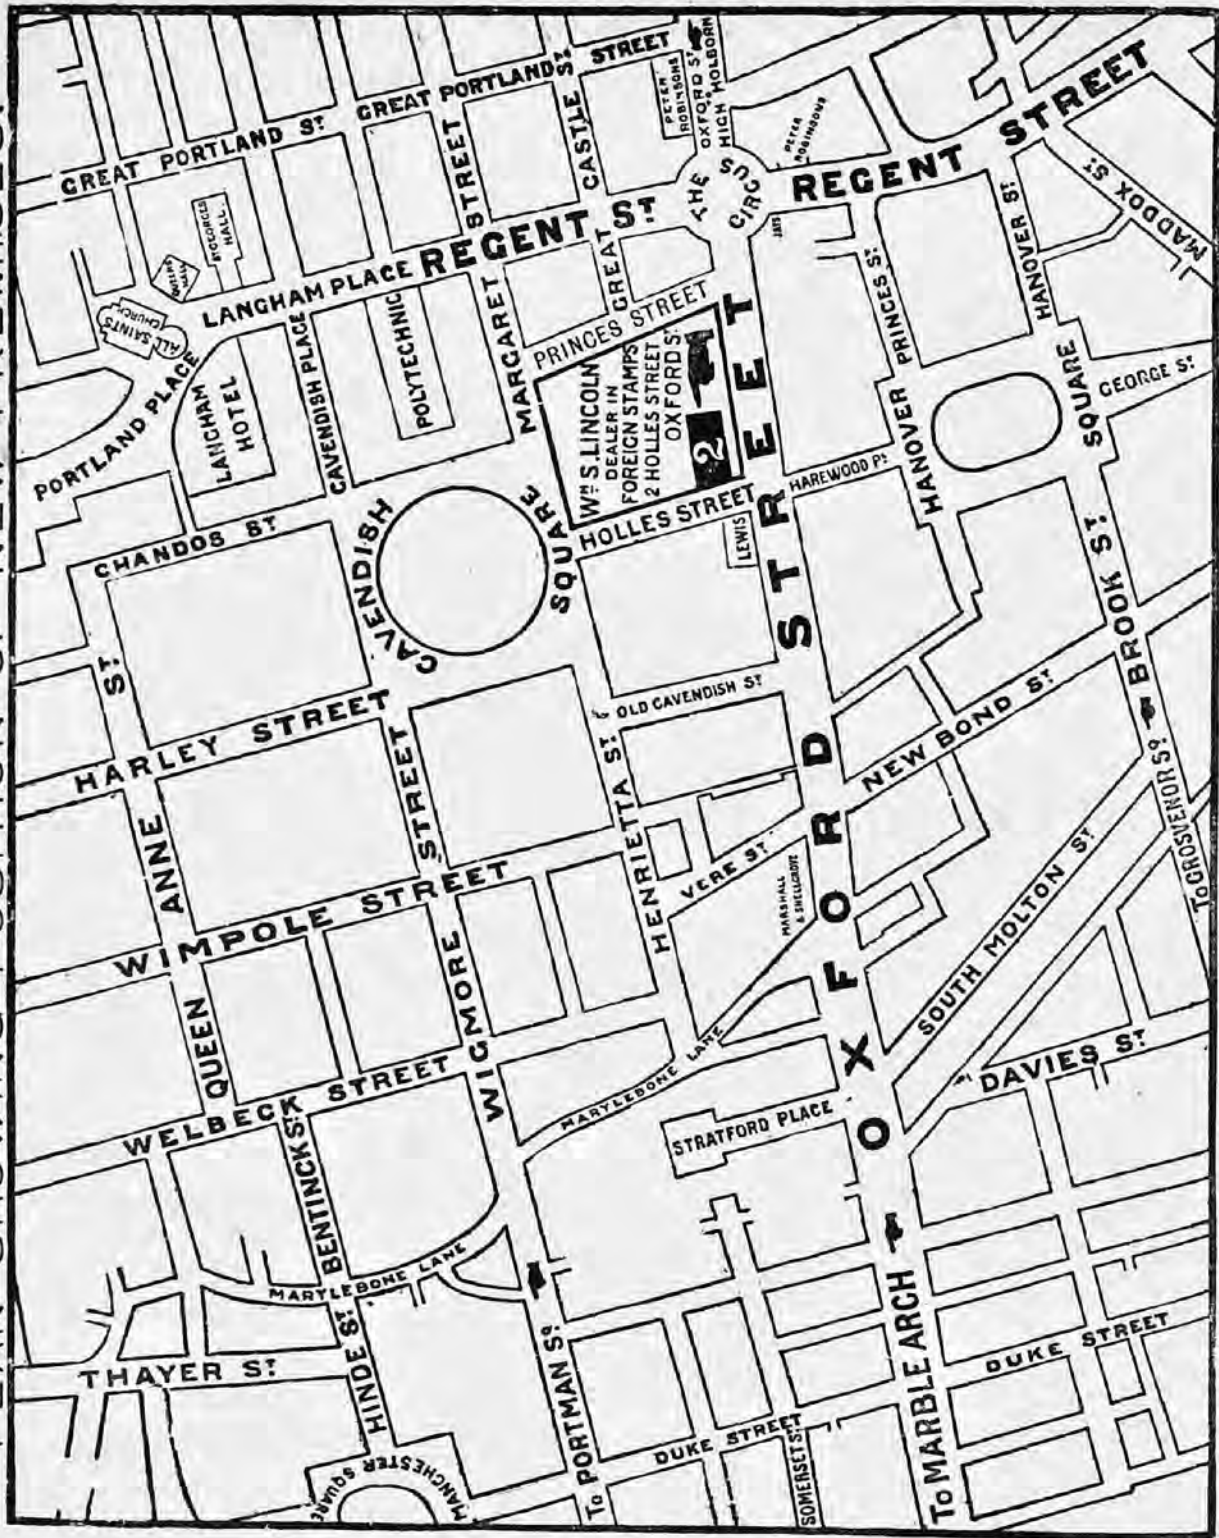 GREAT PORTLAND ST
GREAT PORTLAND ST
STREET
PETER
ROBINSONS
OXFORD ST
TO
HIGH HOLBORN
PETER
ROBINSONS
REGENT STREET
MADDOX ST
HANOVER ST
ST GEORGES
HALL
QUEENS
HALL
ALL SAINTS
CHURCH
LANGHAM PLACE
REGENT ST
THE CIRCUS
JAYS
GREAT CASTLE
MARGARET STREET
PRINCES STREET
PRINCES ST
PORTLAND PLACE
LANGHAM
HOTEL
CAVENDISH PLACE
POLYTECHNIC
WM S. LINCOLN
DEALER IN
FOREIGN STAMPS
2 HOLLES STREET
OXFORD ST.
2
HANOVER SQUARE
GEORGE ST
HAREWOOD PL
CHANDOS ST
CAVENDISH SQUARE
HOLLES STREET
LEWIS
OXFORD STREET
BROOK ST
TO GROSVENOR SQ
HARLEY STREET
OLD CAVENDISH ST
NEW BOND ST
QUEEN ANNE ST
HENRIETTA ST
VERE ST
MARSHALL
& SNELLGROVE
WIMPOLE STREET
WIGMORE STREET
SOUTH MOLTON ST
WELBECK STREET
MARYLEBONE LANE
DAVIES ST
STRATFORD PLACE
BENTINCK ST
MARYLEBONE LANE
THAYER ST
HINDE ST
MANCHESTER SQUARE
TO PORTMAN SQ
DUKE STREET
SOMERSET ST
TO MARBLE ARCH
DUKE STREET